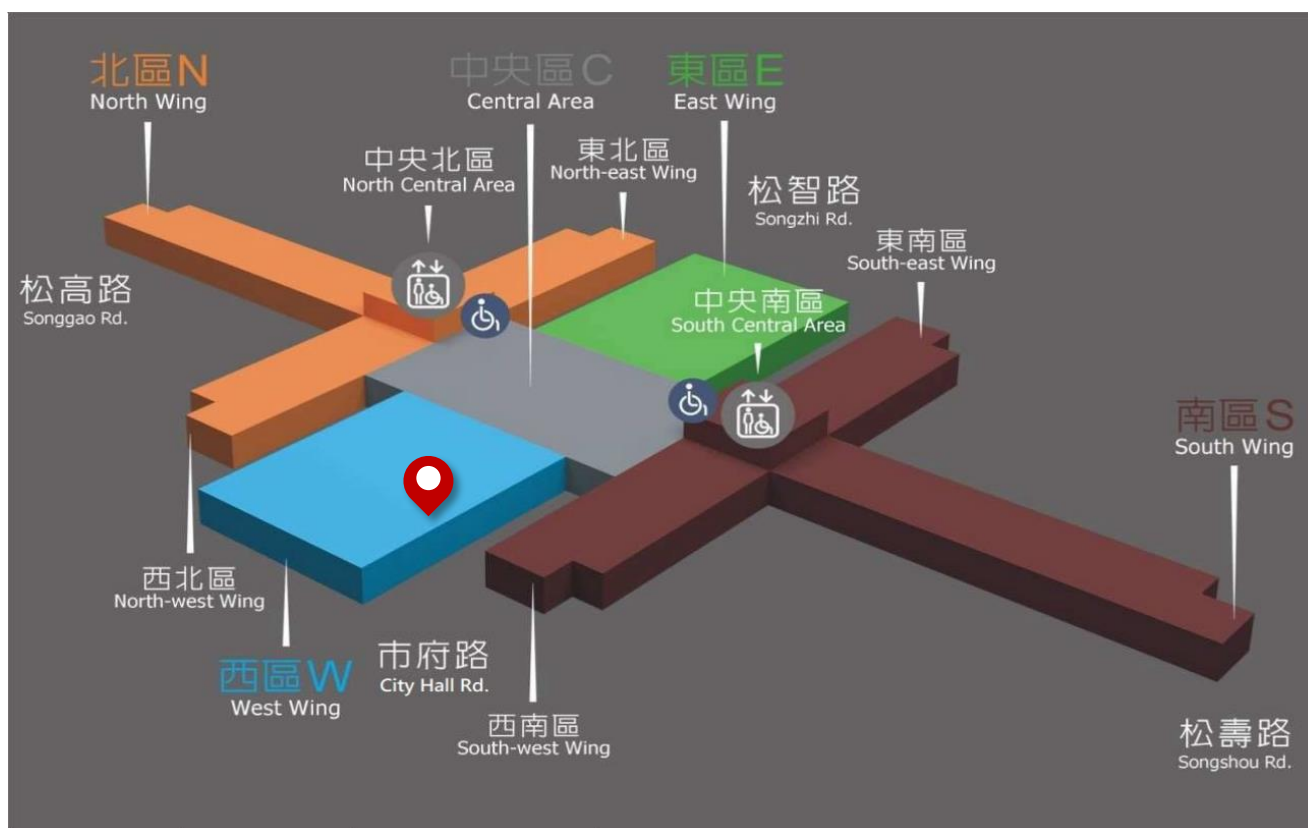 北區N
North Wing
中央區C
Central Area
東區E
East Wing
中央北區
North Central Area
東北區
North-east Wing
松智路
Songzhi Rd.
東南區
South-east Wing
松高路
Songgao Rd.
中央南區
South Central Area
南區S
South Wing
西北區
North-west Wing
西區W
West Wing
市府路
City Hall Rd.
西南區
South-west Wing
松壽路
Songshou Rd.